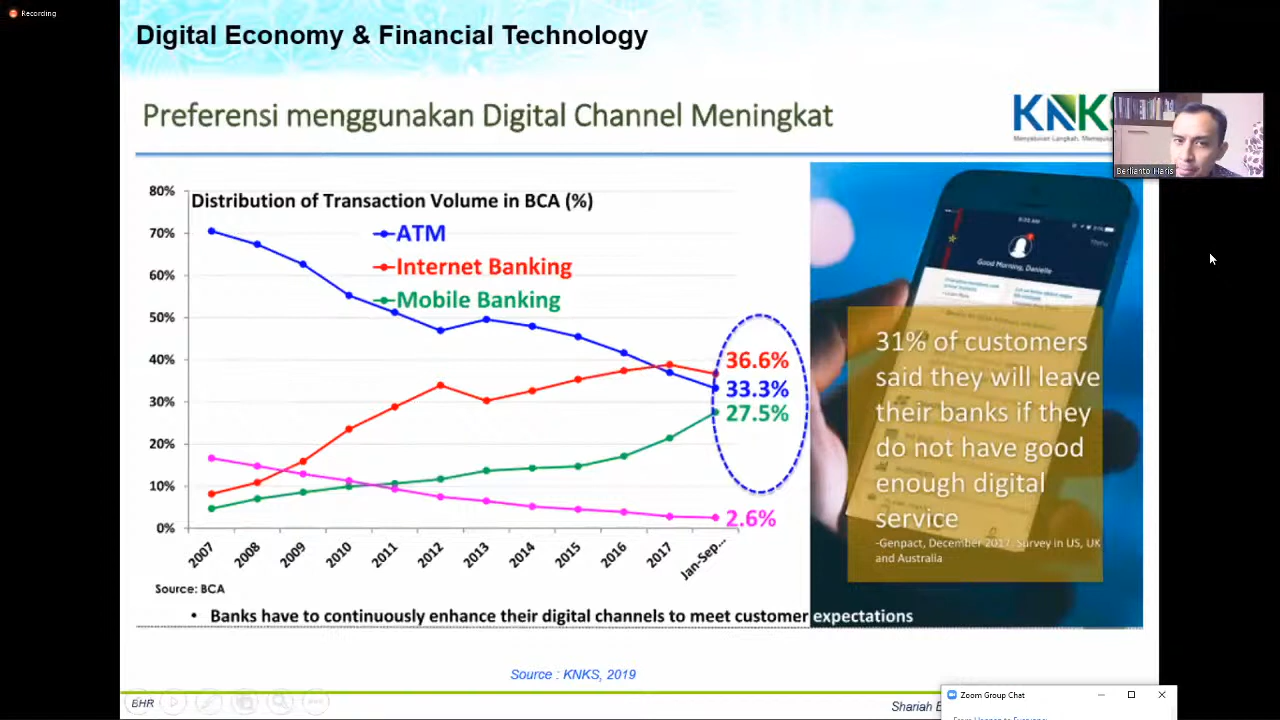 Recording
Digital Economy & Financial Technology
Preferensi menggunakan Digital Channel Meningkat
KNKS
Berlianto Haris
Distribution of Transaction Volume in BCA (%)
ATM
Internet Banking
Mobile Banking
80%
70%
60%
50%
40%
30%
20%
10%
0%
36.6%
33.3%
27.5%
2.6%
2007
2008
2009
2010
2011
2012
2013
2014
2015
2016
2017
Jan-Sep...
Source: BCA
Good Morning, Danielle
31% of customers
said they will leave
their banks if they
do not have good
enough digital
service
-Genpact, December 2017. Survey in US, UK
and Australia
• Banks have to continuously enhance their digital channels to meet customer expectations
Source : KNKS, 2019
BHR
Shariah
Zoom Group Chat